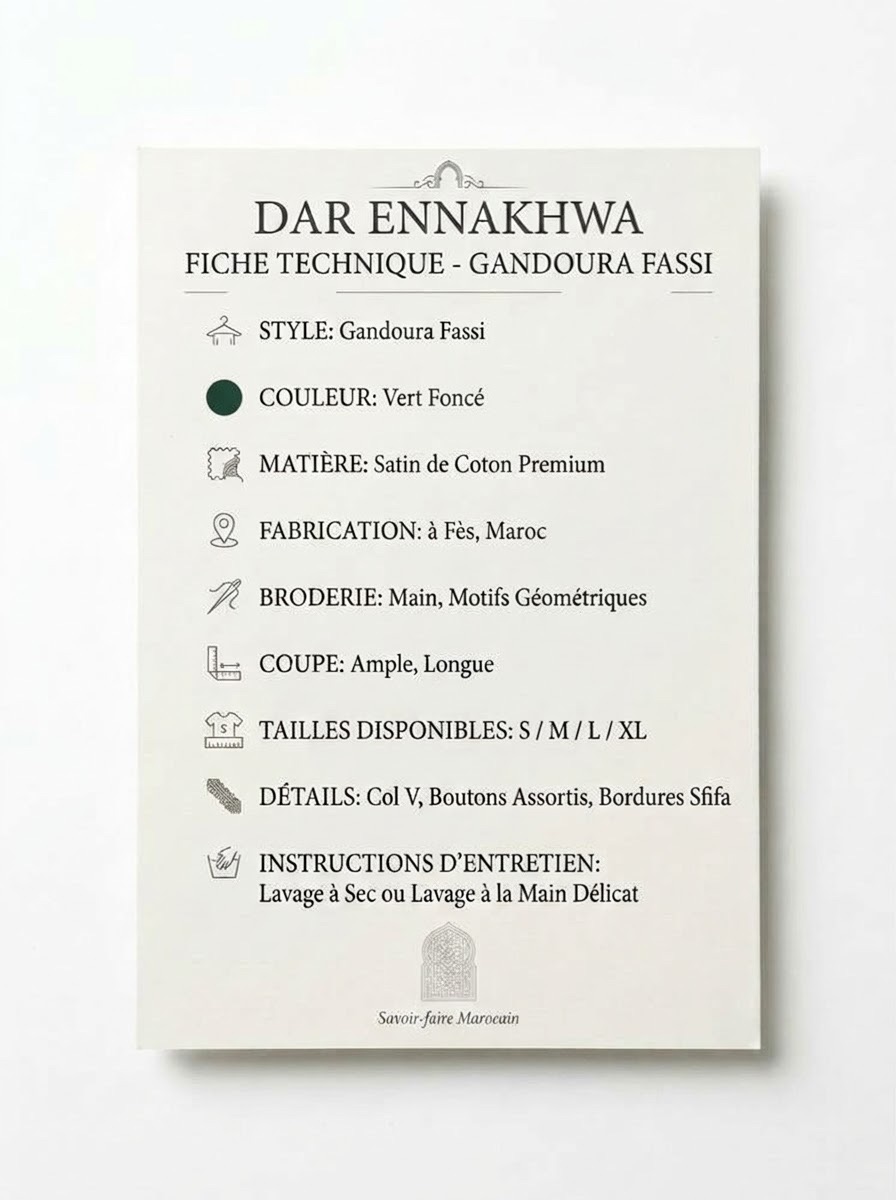 DAR ENNAKHWA
FICHE TECHNIQUE - GANDOURA FASSI
STYLE: Gandoura Fassi
COULEUR: Vert Foncé
MATIÈRE: Satin de Coton Premium
FABRICATION: à Fès, Maroc
BRODERIE: Main, Motifs Géométriques
COUPE: Ample, Longue
S
TAILLES DISPONIBLES: S / M / L / XL
DÉTAILS: Col V, Boutons Assortis, Bordures Sfifa
INSTRUCTIONS D'ENTRETIEN:
Lavage à Sec ou Lavage à la Main Délicat
Savoir-faire Marocain